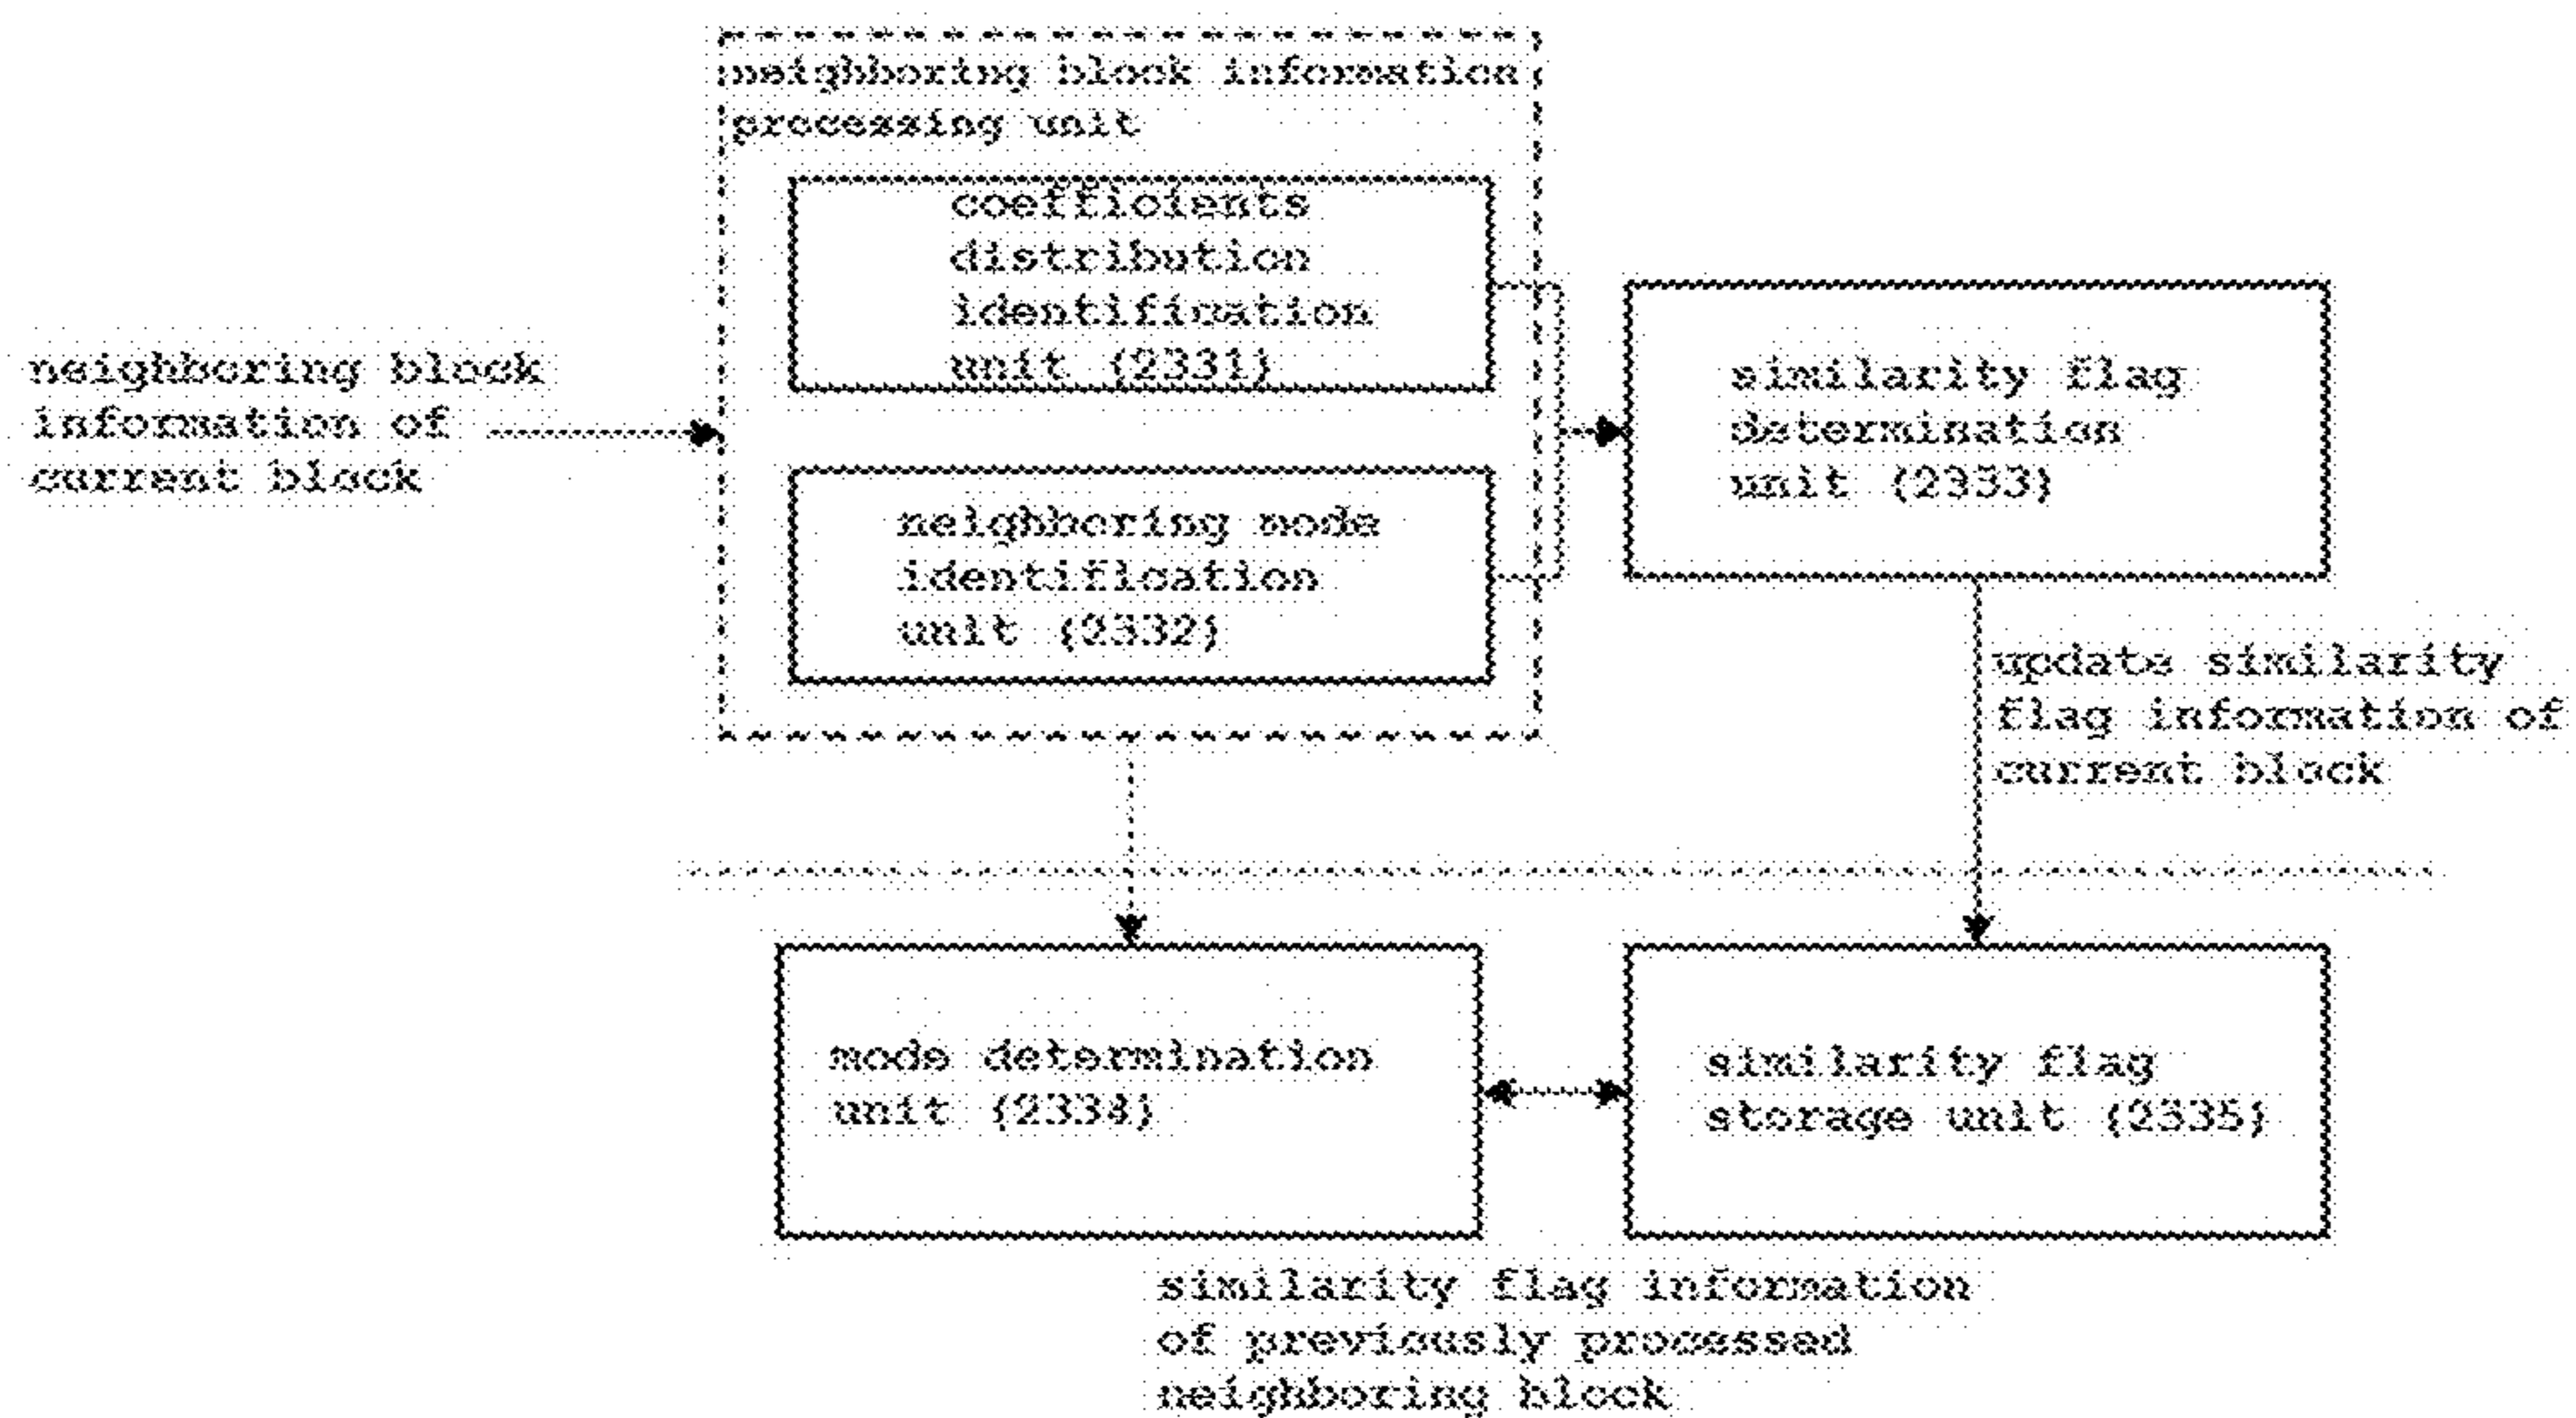 neighboring block information
processing unit
coefficients
distribution
identification
unit (2331)
neighboring block
information of
current block
similarity flag
determination
unit (2333)
neighboring mode
identification
unit (2332)
update similarity
flag information of
current block
mode determination
unit (2334)
similarity flag
storage unit (2335)
similarity flag information
of previously processed
neighboring block